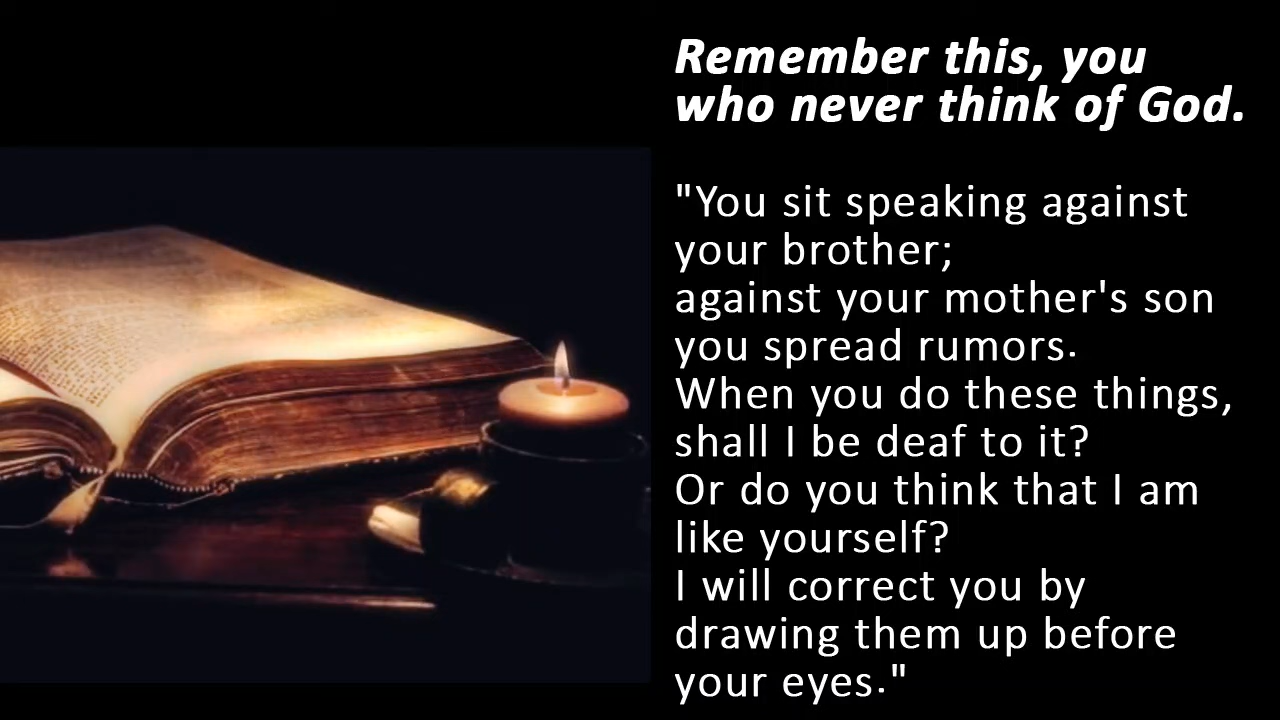 Remember this, you
who never think of God.
"You sit speaking against
your brother;
against your mother's son
you spread rumors.
When you do these things,
shall I be deaf to it?
Or do you think that I am
like yourself?
I will correct you by
drawing them up before
your eyes."